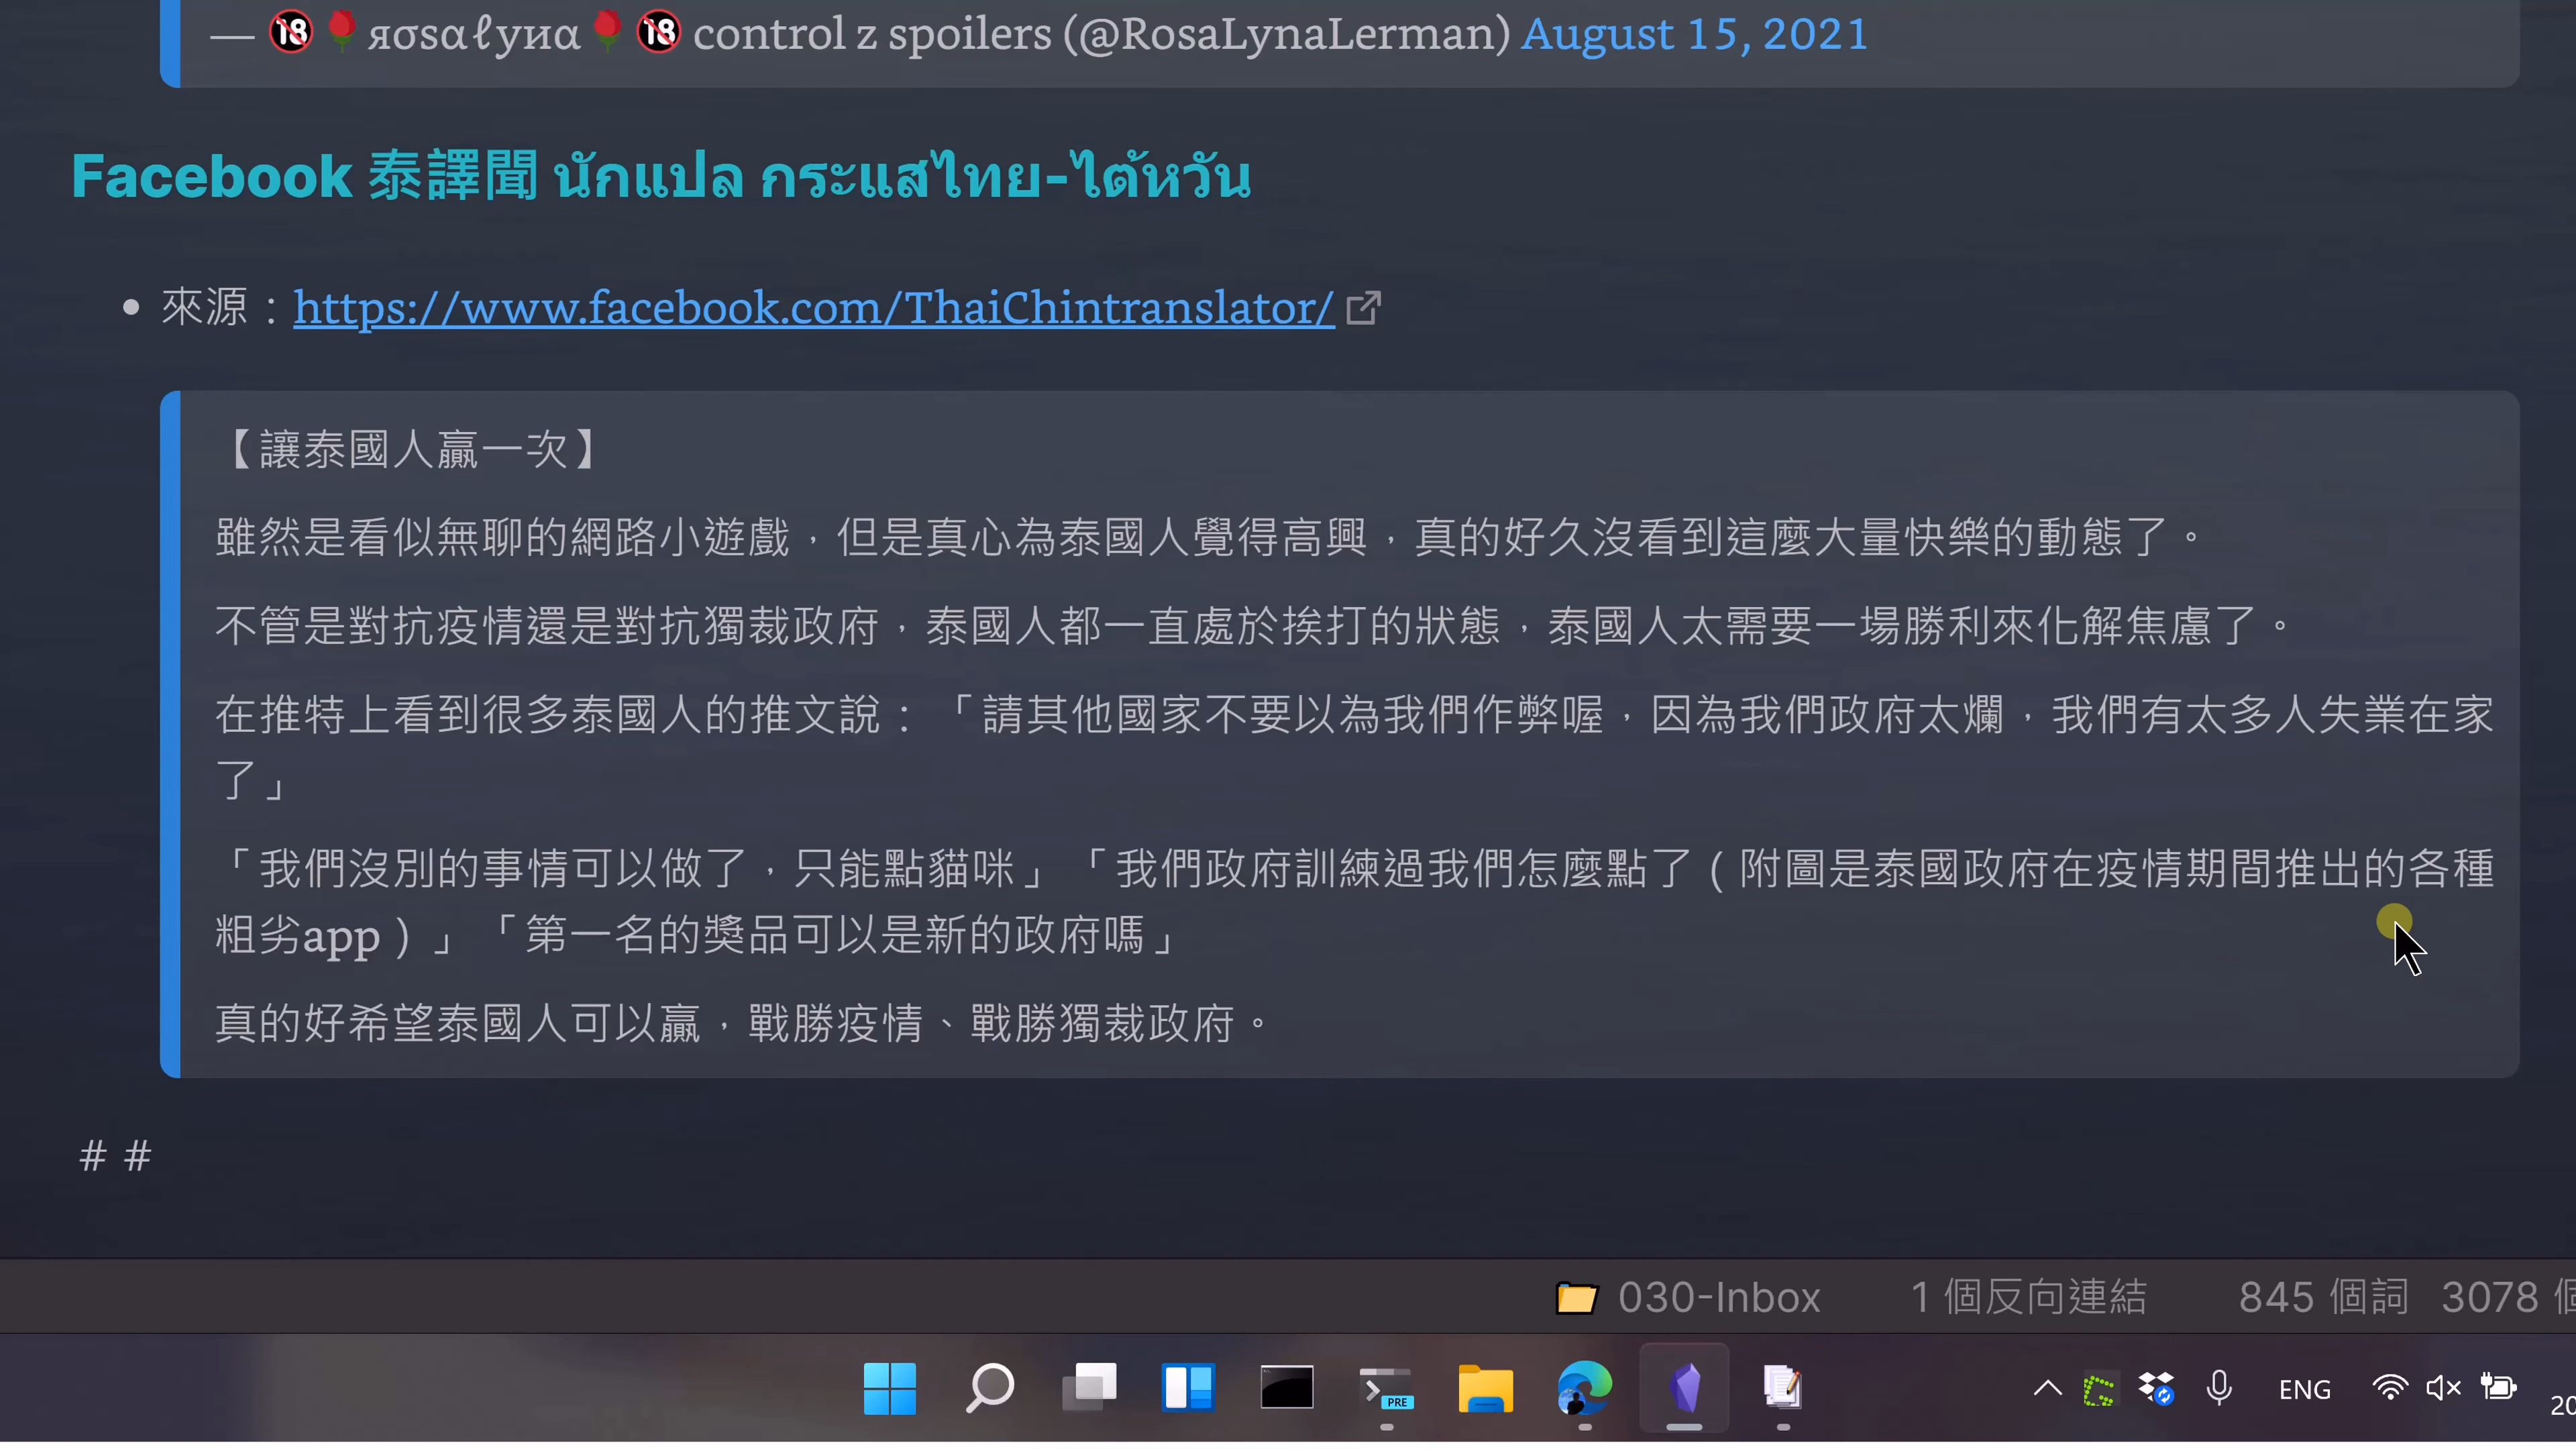 — 🔞🌹яσѕαℓуиα🌹🔞 control z spoilers (@RosaLynaLerman) August 15, 2021
Facebook 泰譯聞 นักแปล กระแสไทย-ไต้หวัน
• 來源：https://www.facebook.com/ThaiChintranslator/
【讓泰國人贏一次】
雖然是看似無聊的網路小遊戲，但是真心為泰國人覺得高興，真的好久沒看到這麼大量快樂的動態了。
不管是對抗疫情還是對抗獨裁政府，泰國人都一直處於挨打的狀態，泰國人太需要一場勝利來化解焦慮了。
在推特上看到很多泰國人的推文說：「請其他國家不要以為我們作弊喔，因為我們政府太爛，我們有太多人失業在家
了」
「我們沒別的事情可以做了，只能點貓咪」「我們政府訓練過我們怎麼點了（附圖是泰國政府在疫情期間推出的各種
粗劣app）」「第一名的獎品可以是新的政府嗎」
真的好希望泰國人可以贏，戰勝疫情、戰勝獨裁政府。
# #
030-Inbox 1 個反向連結 845 個詞 3078
PRE ENG 20